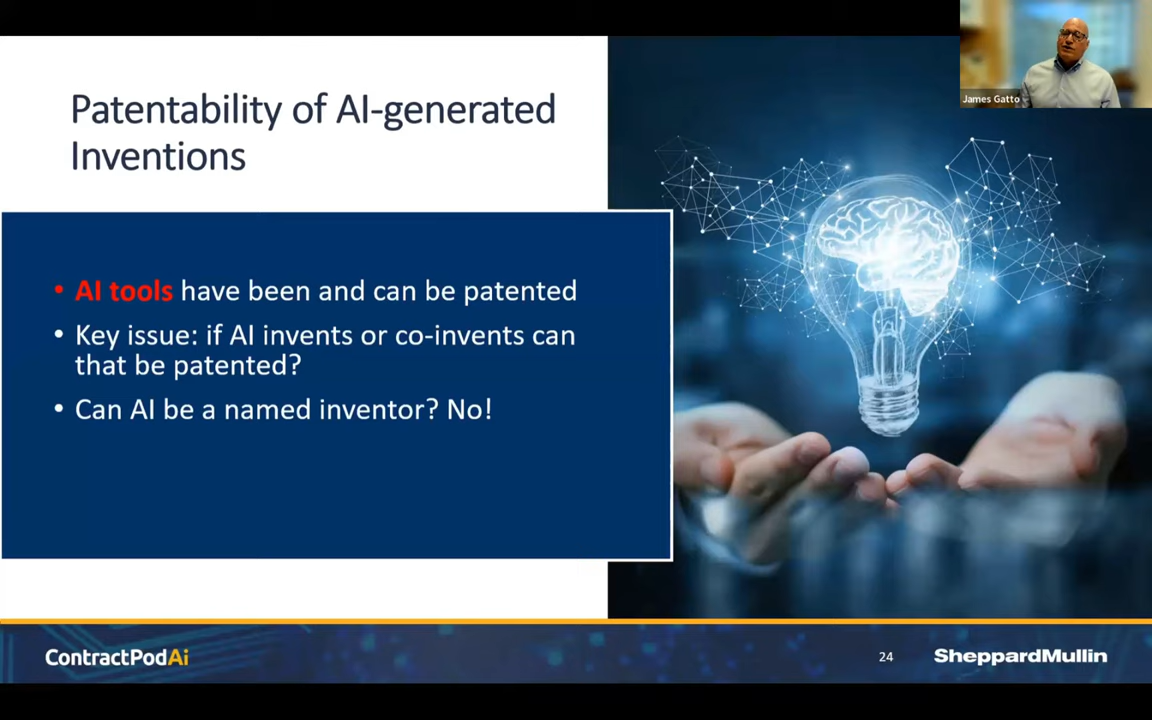 James Gatto
Patentability of AI-generated
Inventions
• AI tools have been and can be patented
• Key issue: if AI invents or co-invents can
that be patented?
• Can AI be a named inventor? No!
ContractPodAi
24
SheppardMullin